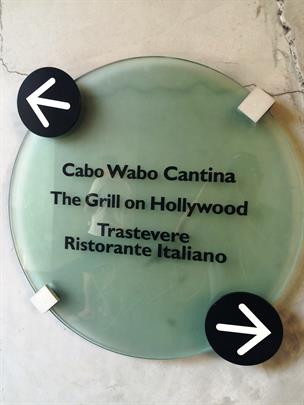 Cabo Wabo Cantina
The Grill on Hollywood
Trastevere
Ristorante Italiano